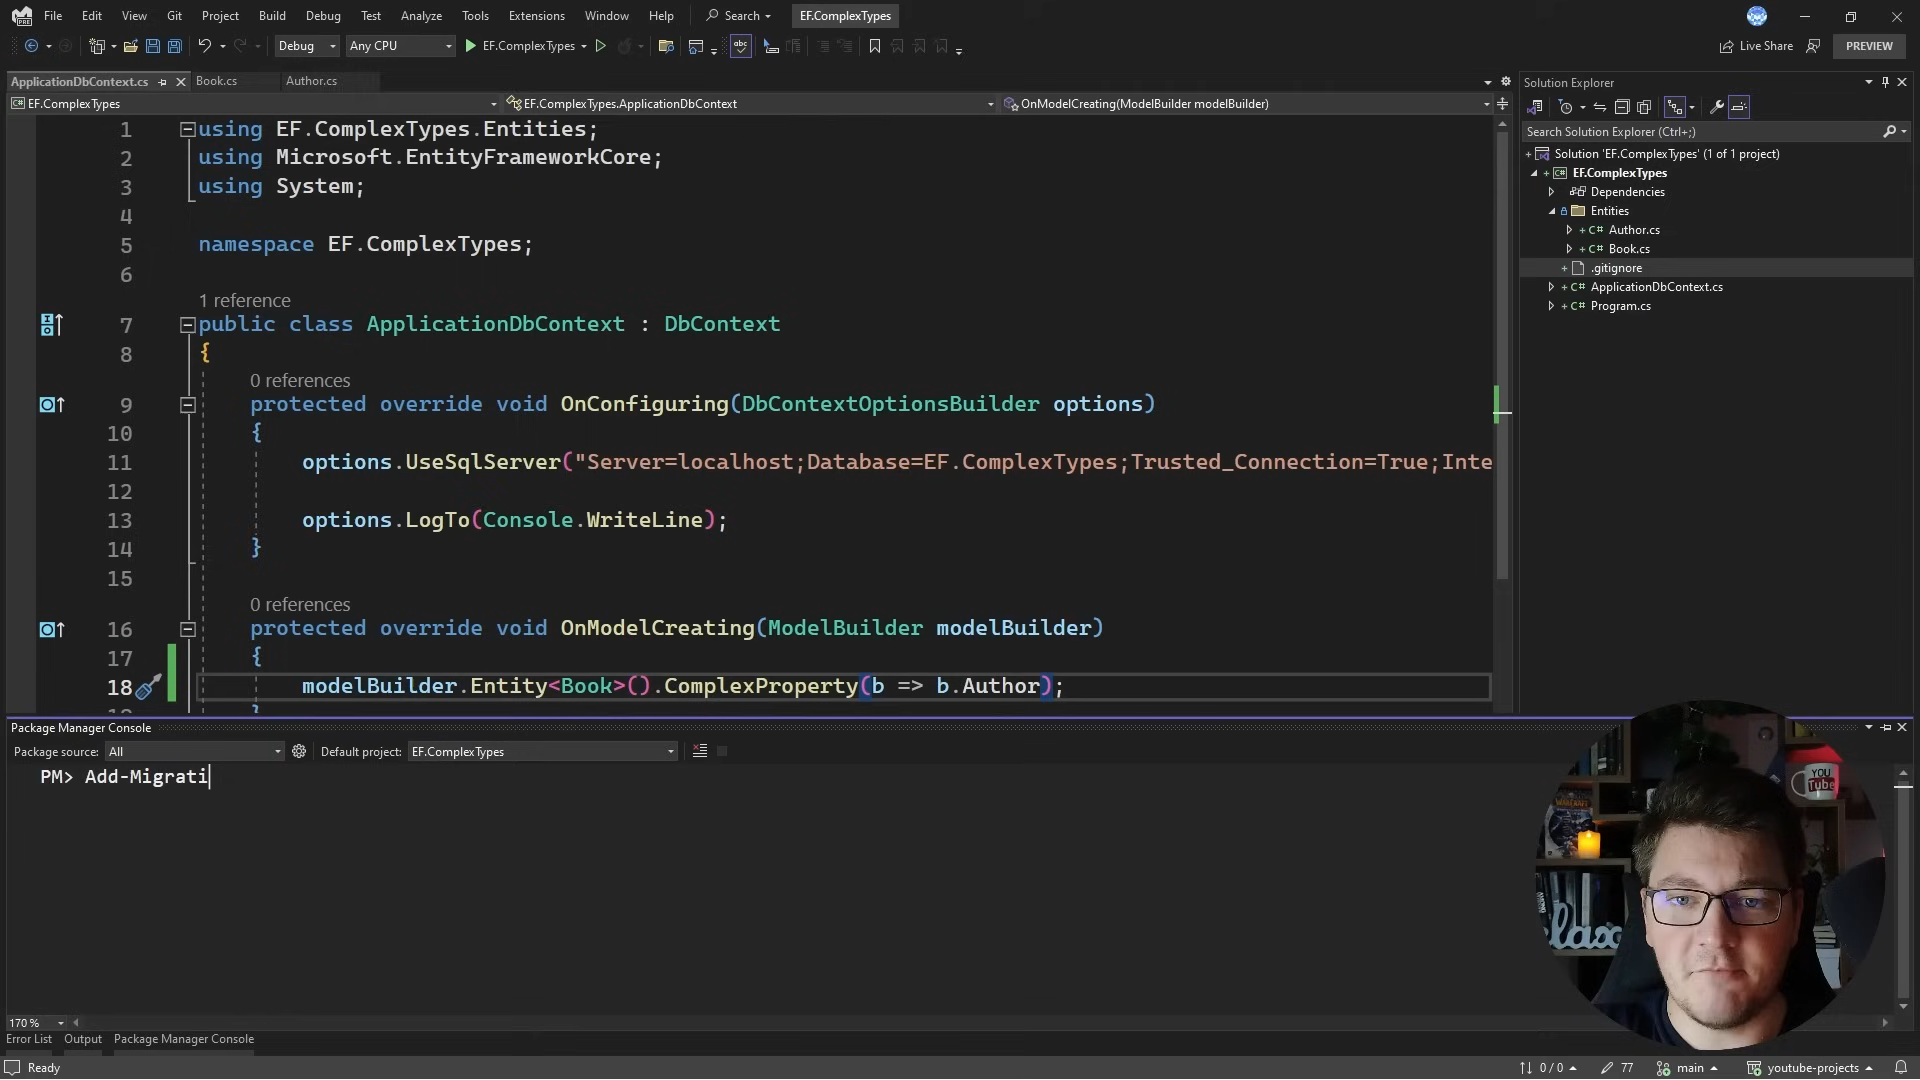 File Edit View Git Project Build Debug Test Analyze Tools Extensions Window Help Search EF.ComplexTypes
Debug Any CPU EF.ComplexTypes Live Share PREVIEW
ApplicationDbContext.cs Book.cs Author.cs
EF.ComplexTypes EF.ComplexTypes.ApplicationDbContext OnModelCreating(ModelBuilder modelBuilder)
1 using EF.ComplexTypes.Entities;
2 using Microsoft.EntityFrameworkCore;
3 using System;
4
5 namespace EF.ComplexTypes;
6
1 reference
7 public class ApplicationDbContext : DbContext
8 {
0 references
9 protected override void OnConfiguring(DbContextOptionsBuilder options)
10 {
11 options.UseSqlServer("Server=localhost;Database=EF.ComplexTypes;Trusted_Connection=True;Inte
12
13 options.LogTo(Console.WriteLine);
14 }
15
0 references
16 protected override void OnModelCreating(ModelBuilder modelBuilder)
17 {
18 modelBuilder.Entity<Book>().ComplexProperty(b => b.Author);
}
Solution Explorer
Search Solution Explorer (Ctrl+;)
Solution 'EF.ComplexTypes' (1 of 1 project)
EF.ComplexTypes
Dependencies
Entities
C# Author.cs
C# Book.cs
.gitignore
C# ApplicationDbContext.cs
C# Program.cs
Package Manager Console
Package source: All Default project: EF.ComplexTypes
PM> Add-Migrati
YOU
Tube
WARCRAFT
elax
170 %
Error List Output Package Manager Console
Ready 0 / 0 77 main youtube-projects